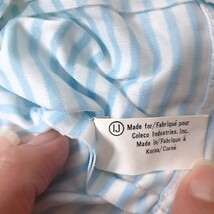 IJ
Made for/Fabriqué pour
Coleco Industries, Inc.
Made in/Fabriqué à
Korea/Corée